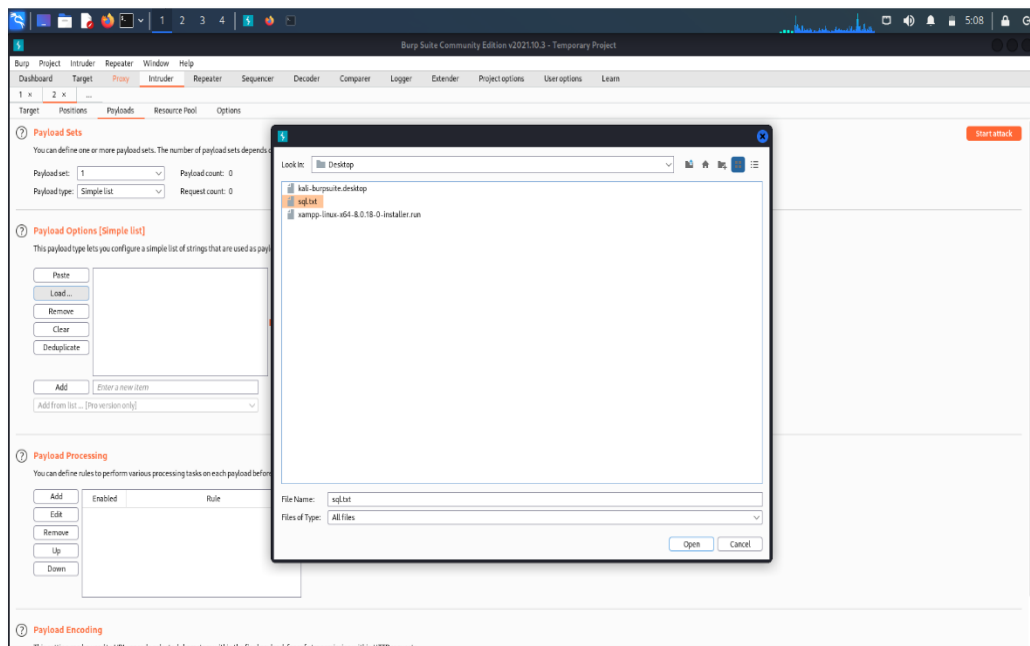 1 2 3 4
5:08
Burp Suite Community Edition v2021.10.3 - Temporary Project
Burp Project Intruder Repeater Window Help
Dashboard Target Proxy Intruder Repeater Sequencer Decoder Comparer Logger Extender Project options User options Learn
1 × 2 × ...
Target Positions Payloads Resource Pool Options
Payload Sets
Start attack
You can define one or more payload sets. The number of payload sets depends
Payload set: 1 Payload count: 0
Payload type: Simple list Request count: 0
Payload Options [Simple list]
This payload type lets you configure a simple list of strings that are used as
Paste
Load ...
Remove
Clear
Deduplicate
Add Enter a new item
Add from list ... [Pro version only]
Payload Processing
You can define rules to perform various processing tasks on each payload before
Add Enabled Rule
Edit
Remove
Up
Down
Payload Encoding
Look In: Desktop
kali-burpsuite.desktop
sql.txt
xampp-linux-x64-8.0.18-0-installer.run
File Name: sql.txt
Files of Type: All files
Open Cancel